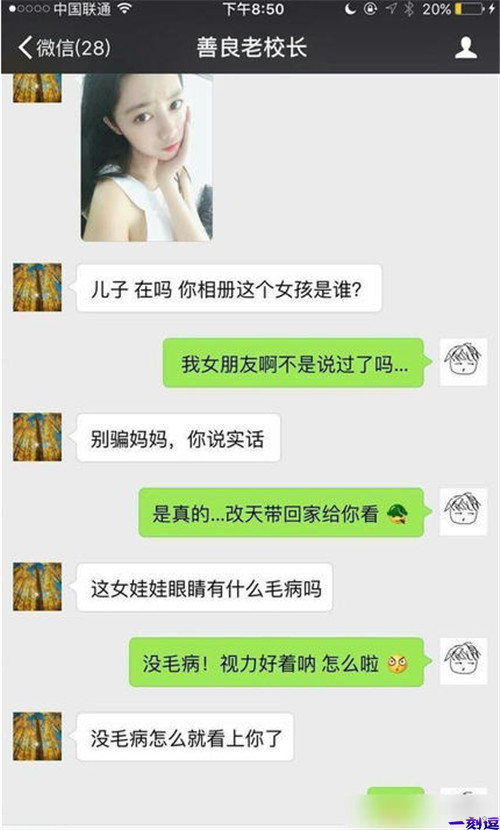 中国联通 下午8:50 20%
微信(28) 善良老校长
儿子 在吗 你相册这个女孩是谁?
我女朋友啊不是说过了吗...
别骗妈妈，你说实话
是真的...改天带回家给你看
这女娃娃眼睛有什么毛病吗
没毛病！视力好着呐 怎么啦
没毛病怎么就看上你了
一刻逗